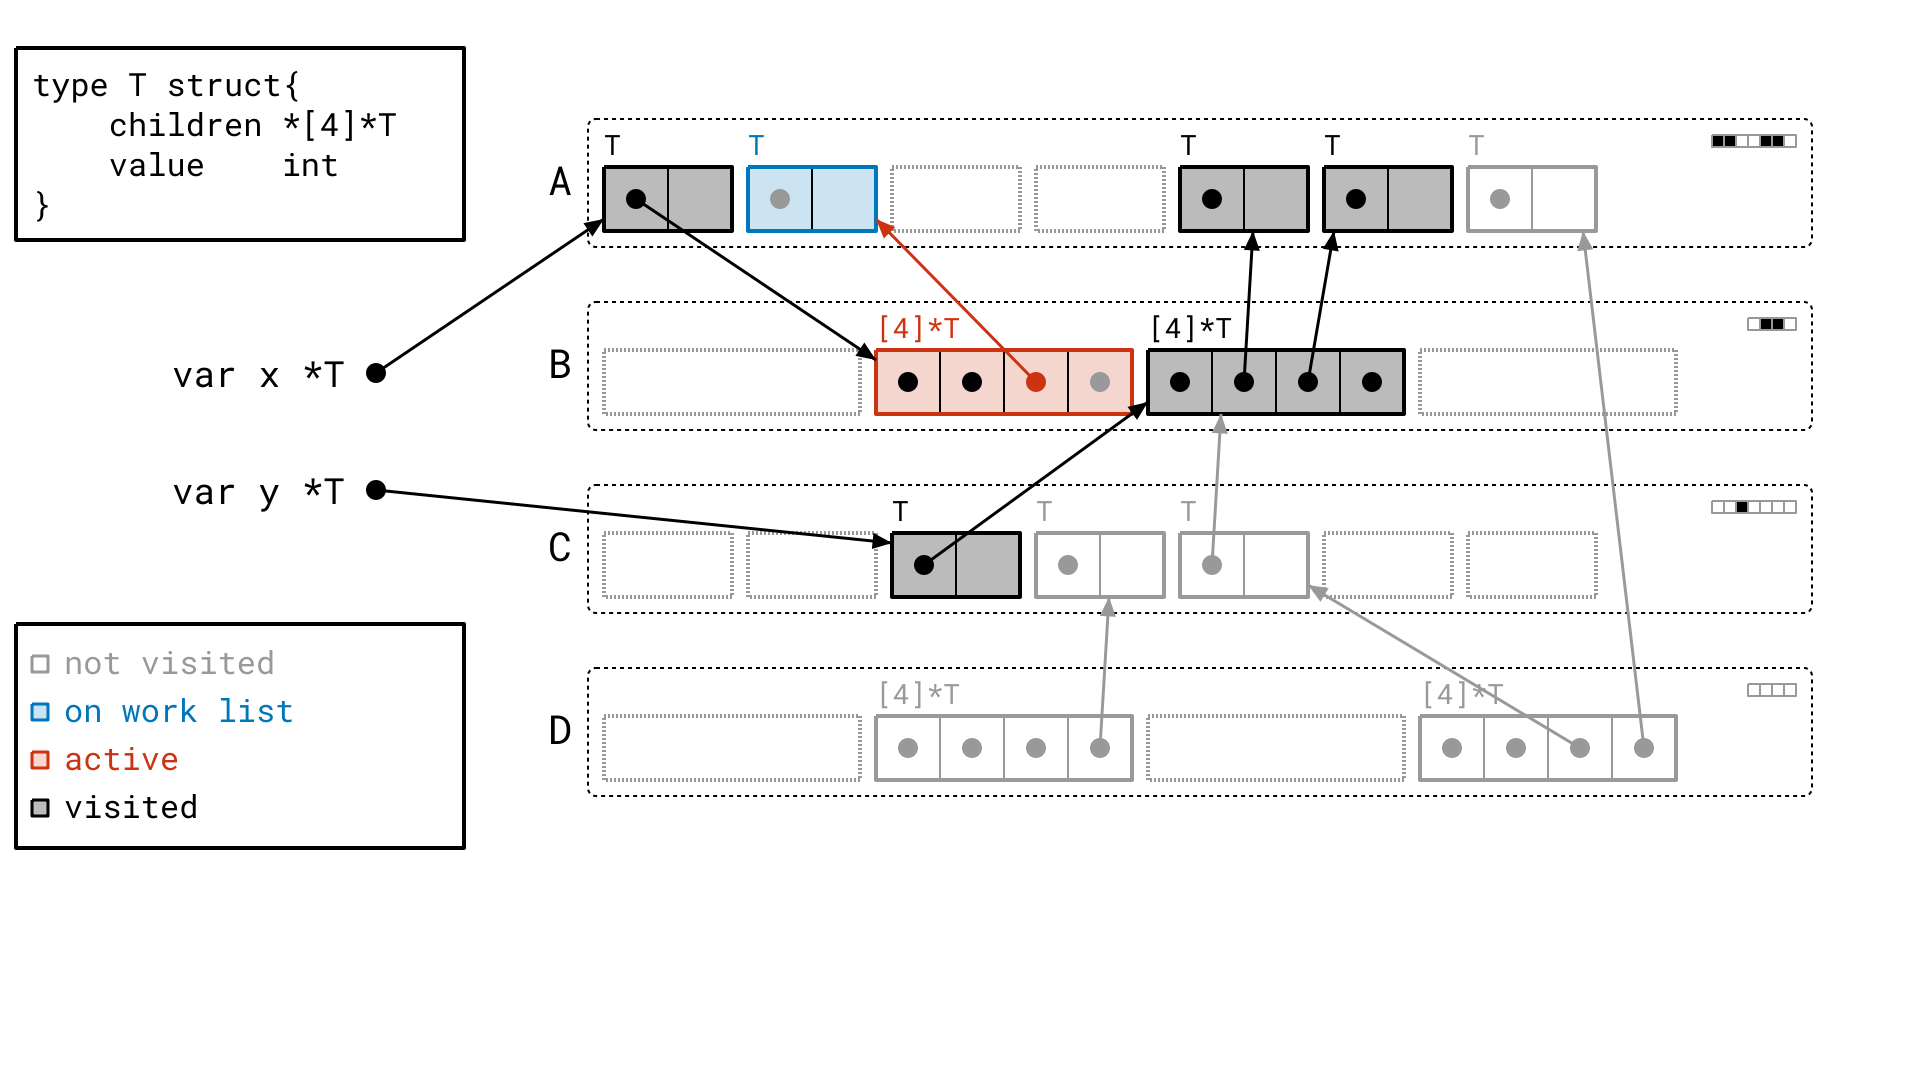 type T struct{
    children *[4]*T
    value    int
}
var x *T
var y *T
not visited
on work list
active
visited
A
T T T T T
B
[4]*T [4]*T
C
T T T
D
[4]*T [4]*T